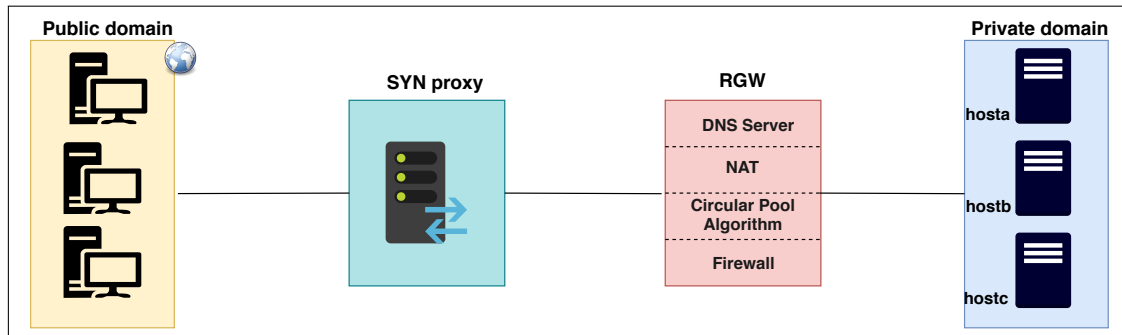 Public domain
SYN proxy
RGW
DNS Server
NAT
Circular Pool
Algorithm
Firewall
Private domain
hosta
hostb
hostc